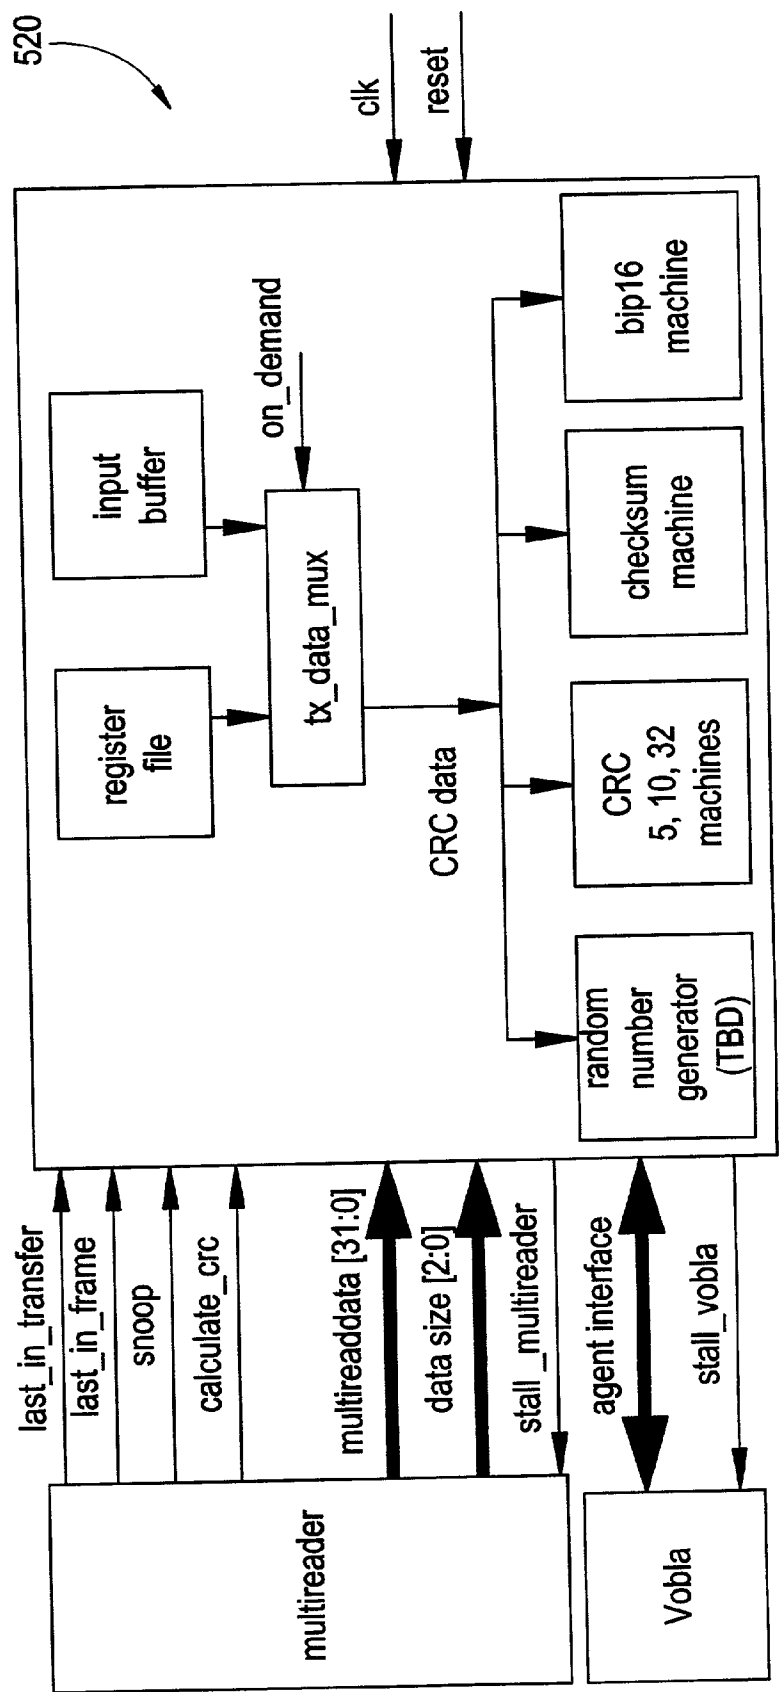 520
multireader
Vobla
last_in_transfer
last_in_frame
snoop
calculate_crc
multireaddata [31:0]
data size [2:0]
stall _multireader
agent interface
stall_vobla
register
file
input
buffer
tx_data_mux
on_demand
CRC data
random
number
generator
(TBD)
CRC
5, 10, 32
machines
checksum
machine
bip16
machine
clk
reset